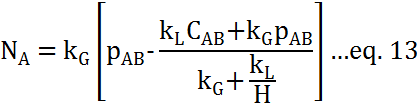 N_A = k_G [ p_AB - (k_L C_AB + k_G p_AB) / (k_G + k_L/H) ] ...eq. 13